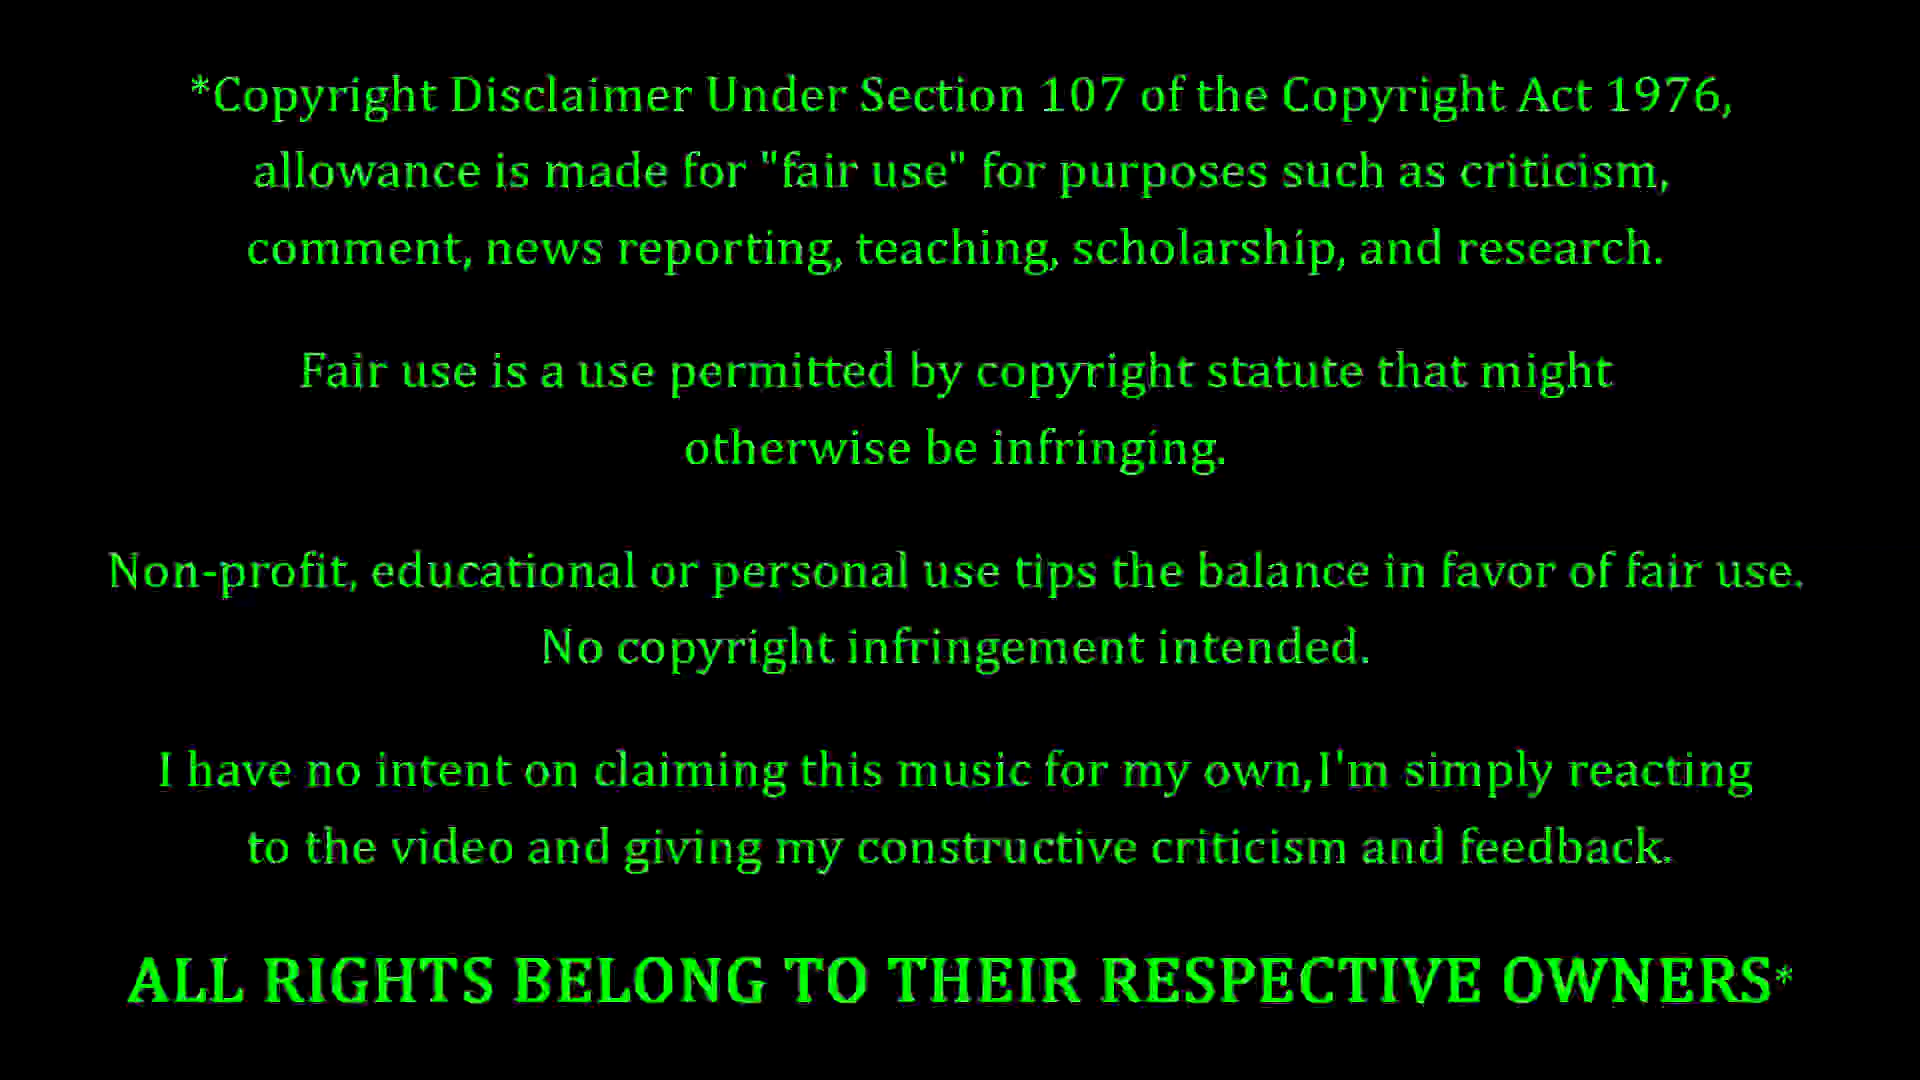 *Copyright Disclaimer Under Section 107 of the Copyright Act 1976,
allowance is made for "fair use" for purposes such as criticism,
comment, news reporting, teaching, scholarship, and research.
Fair use is a use permitted by copyright statute that might
otherwise be infringing.
Non-profit, educational or personal use tips the balance in favor of fair use.
No copyright infringement intended.
I have no intent on claiming this music for my own,I'm simply reacting
to the video and giving my constructive criticism and feedback.
ALL RIGHTS BELONG TO THEIR RESPECTIVE OWNERS*